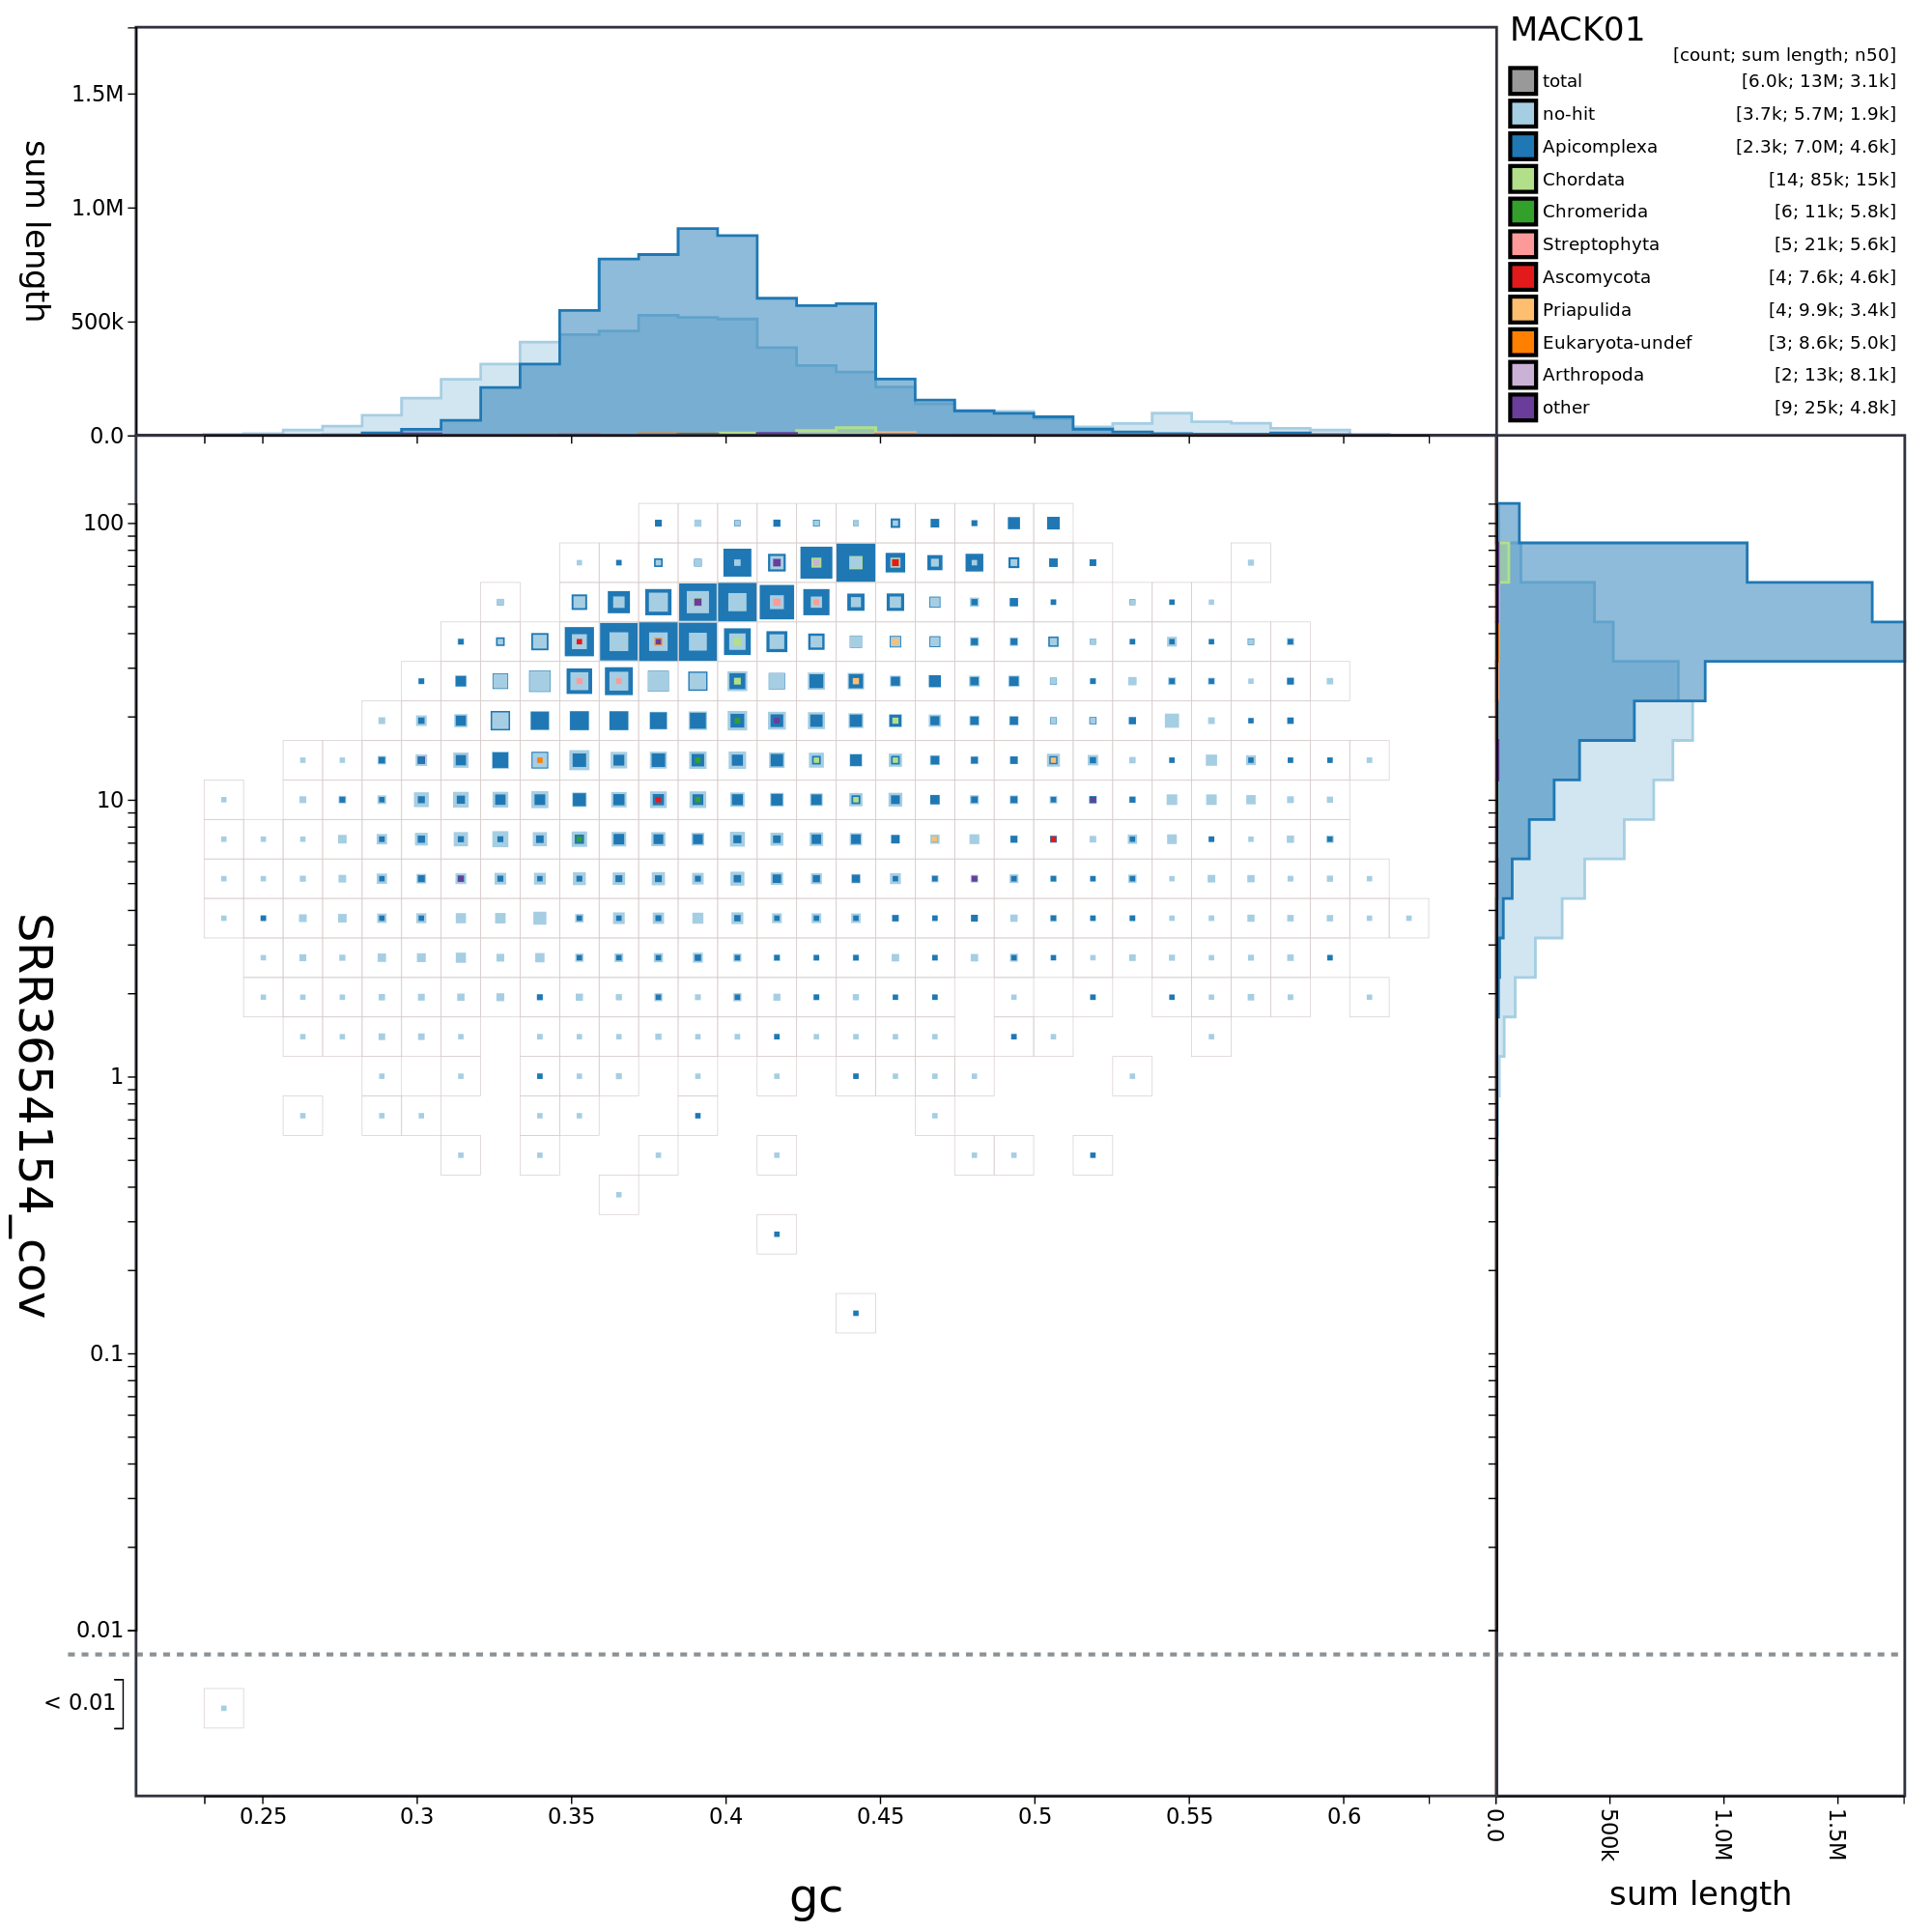 MACK01
[count; sum length; n50]
total [6.0k; 13M; 3.1k]
no-hit [3.7k; 5.7M; 1.9k]
Apicomplexa [2.3k; 7.0M; 4.6k]
Chordata [14; 85k; 15k]
Chromerida [6; 11k; 5.8k]
Streptophyta [5; 21k; 5.6k]
Ascomycota [4; 7.6k; 4.6k]
Priapulida [4; 9.9k; 3.4k]
Eukaryota-undef [3; 8.6k; 5.0k]
Arthropoda [2; 13k; 8.1k]
other [9; 25k; 4.8k]
sum length
1.5M
1.0M
500k
0.0
SRR3654154_cov
100
10
1
0.1
0.01
< 0.01
0.25 0.3 0.35 0.4 0.45 0.5 0.55 0.6
gc
0.0 500k 1.0M 1.5M
sum length